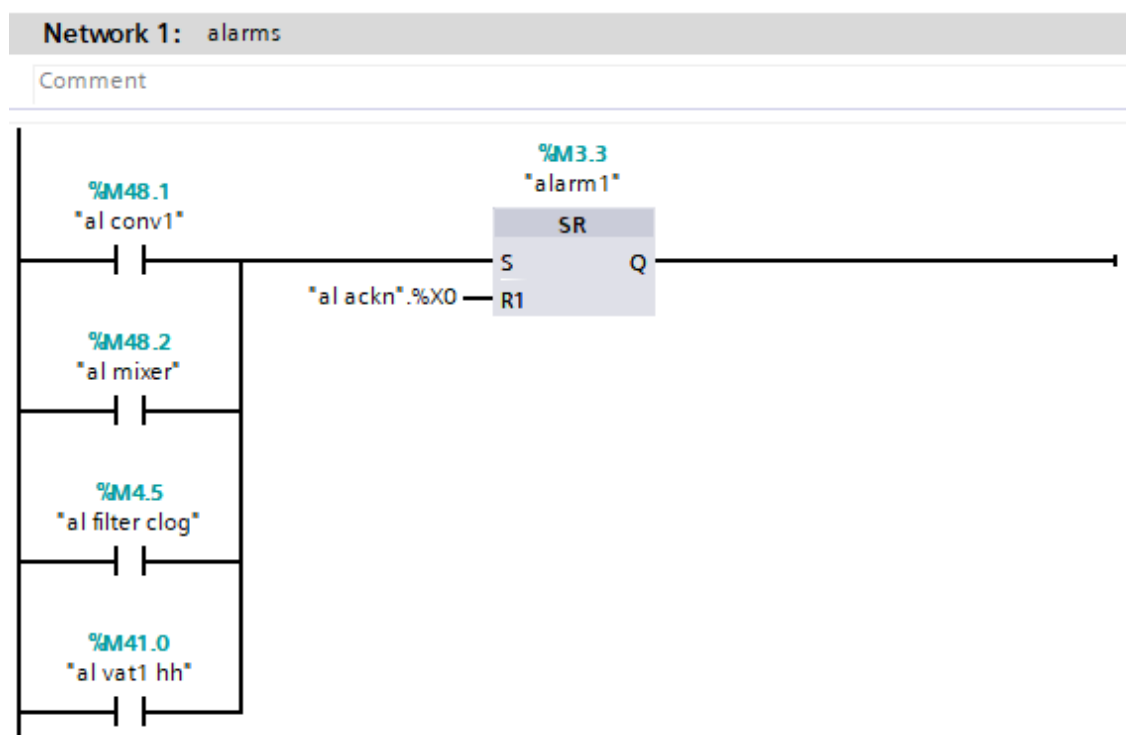 Network 1: alarms
Comment
%M3.3
"alarm1"
%M48.1
"al conv1"
SR
S Q
"al ackn".%X0 R1
%M48.2
"al mixer"
%M4.5
"al filter clog"
%M41.0
"al vat1 hh"